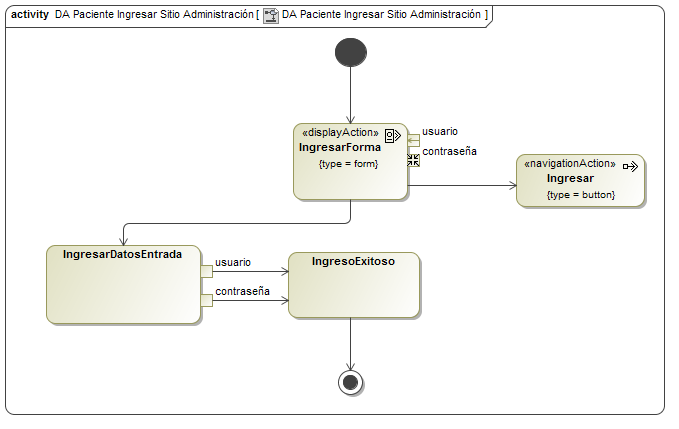 activity DA Paciente Ingresar Sitio Administración [ DA Paciente Ingresar Sitio Administración ]
«displayAction»
IngresarForma
{type = form}
usuario
contraseña
«navigationAction»
Ingresar
{type = button}
IngresarDatosEntrada
usuario
contraseña
IngresoExitoso